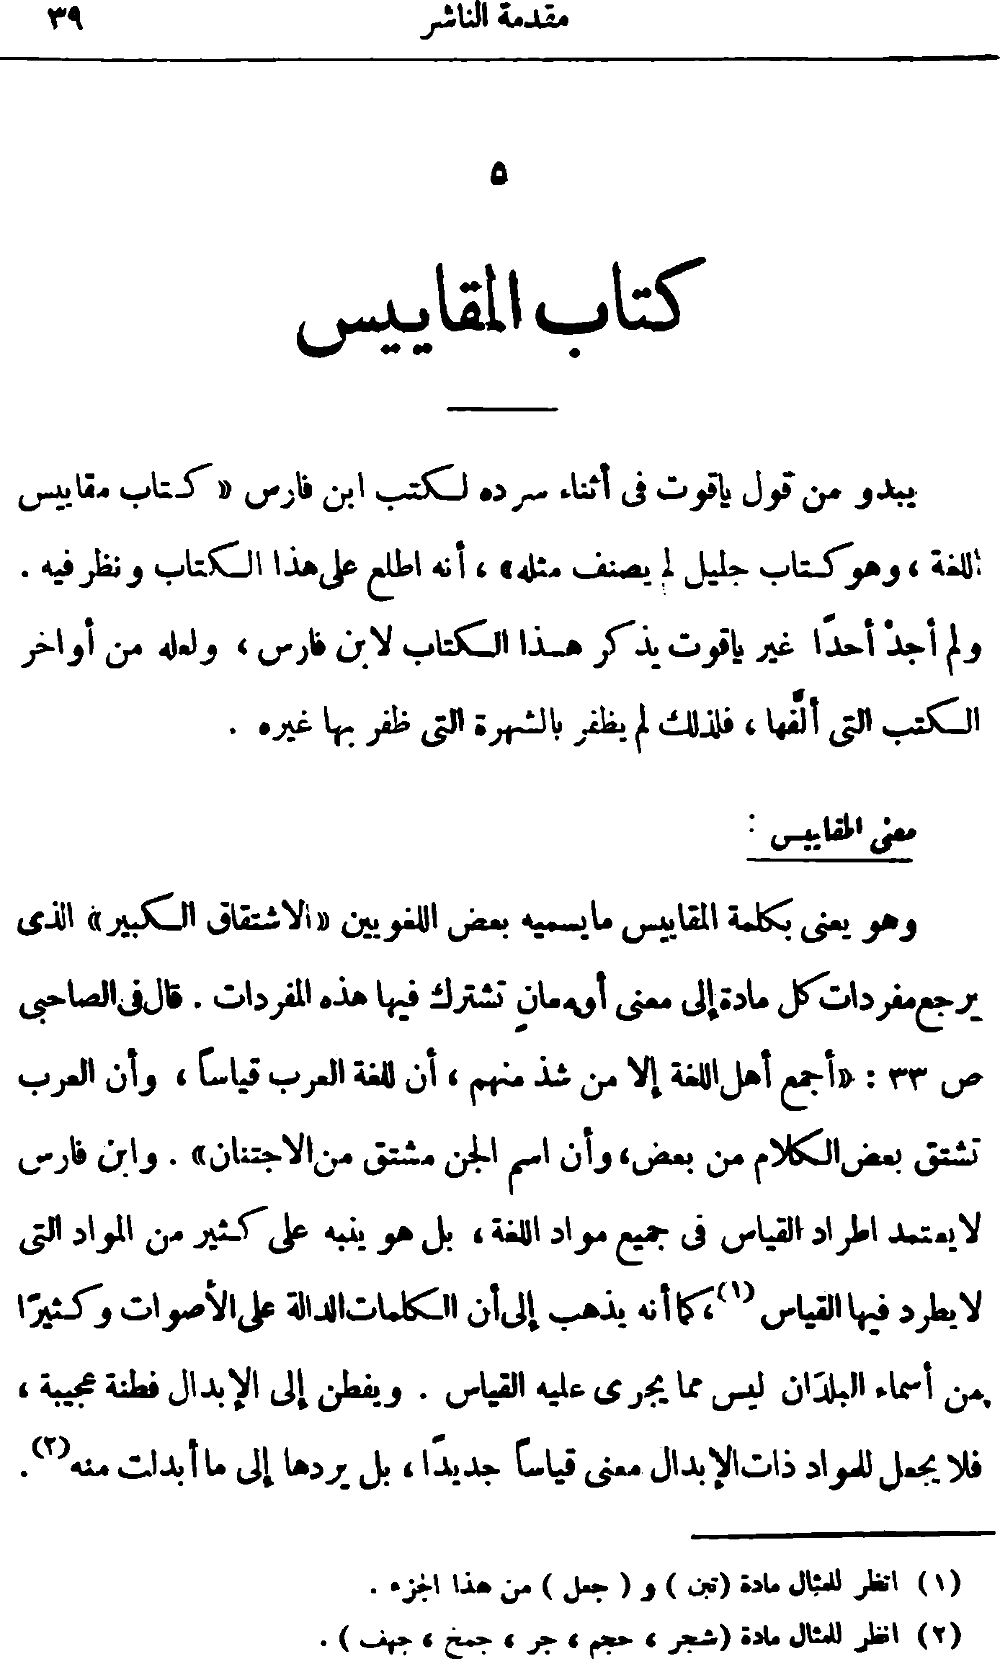 مقدمة الناشر ٣٩
٥
كتاب المقاييس
يبدو من قول ياقوت فى أثناء سرده لكتب ابن فارس « كتاب مقاييس
اللغة ، وهو كتاب جليل لم يصنف مثله » ، أنه اطلع على هذا الكتاب ونظر فيه .
ولم أجدْ أحدًا غير ياقوت يذكر هذا الكتاب لابن فارس ، ولعله من أواخر
الكتب التى ألَّفها ، فلذلك لم يظفر بالشهرة التى ظفر بها غيره .
معنى المقاييس :
وهو يعنى بكلمة المقاييس ما يسميه بعض اللغويين « الاشتقاق الكبير » الذى
يرجع مفردات كل مادة إلى معنى أو معانٍ تشترك فيها هذه المفردات . قال فى الصاحبى
ص ٣٣ : « أجمع أهل اللغة إلا من شذ منهم ، أن للغة العرب قياساً ، وأن العرب
تشتق بعض الكلام من بعض ، وأن اسم الجن مشتق من الاجتنان » . وابن فارس
لا يعتمد اطراد القياس فى جميع مواد اللغة ، بل هو ينبه على كثير من المواد التى
لا يطرد فيها القياس (١) ، كما أنه يذهب إلى أن الكلمات الدالة على الأصوات وكثيرًا
من أسماء البلدان ليس مما يجرى عليه القياس . ويفطن إلى الإبدال فطنة عجيبة ،
فلا يجعل للمواد ذات الإبدال معنى قياساً جديدًا ، بل يردها إلى ما أبدلت منه (٢) .
(١) انظر للمثال مادة ( تبن ) و ( جعل ) من هذا الجزء .
(٢) انظر للمثال مادة ( شجر ، حجم ، جر ، جمخ ، جهف ) .